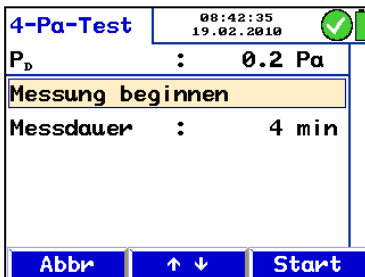 4-Pa-Test
08:42:35
19.02.2010
P_D : 0.2 Pa
Messung beginnen
Messdauer : 4 min
Abbr ↑ ↓ Start